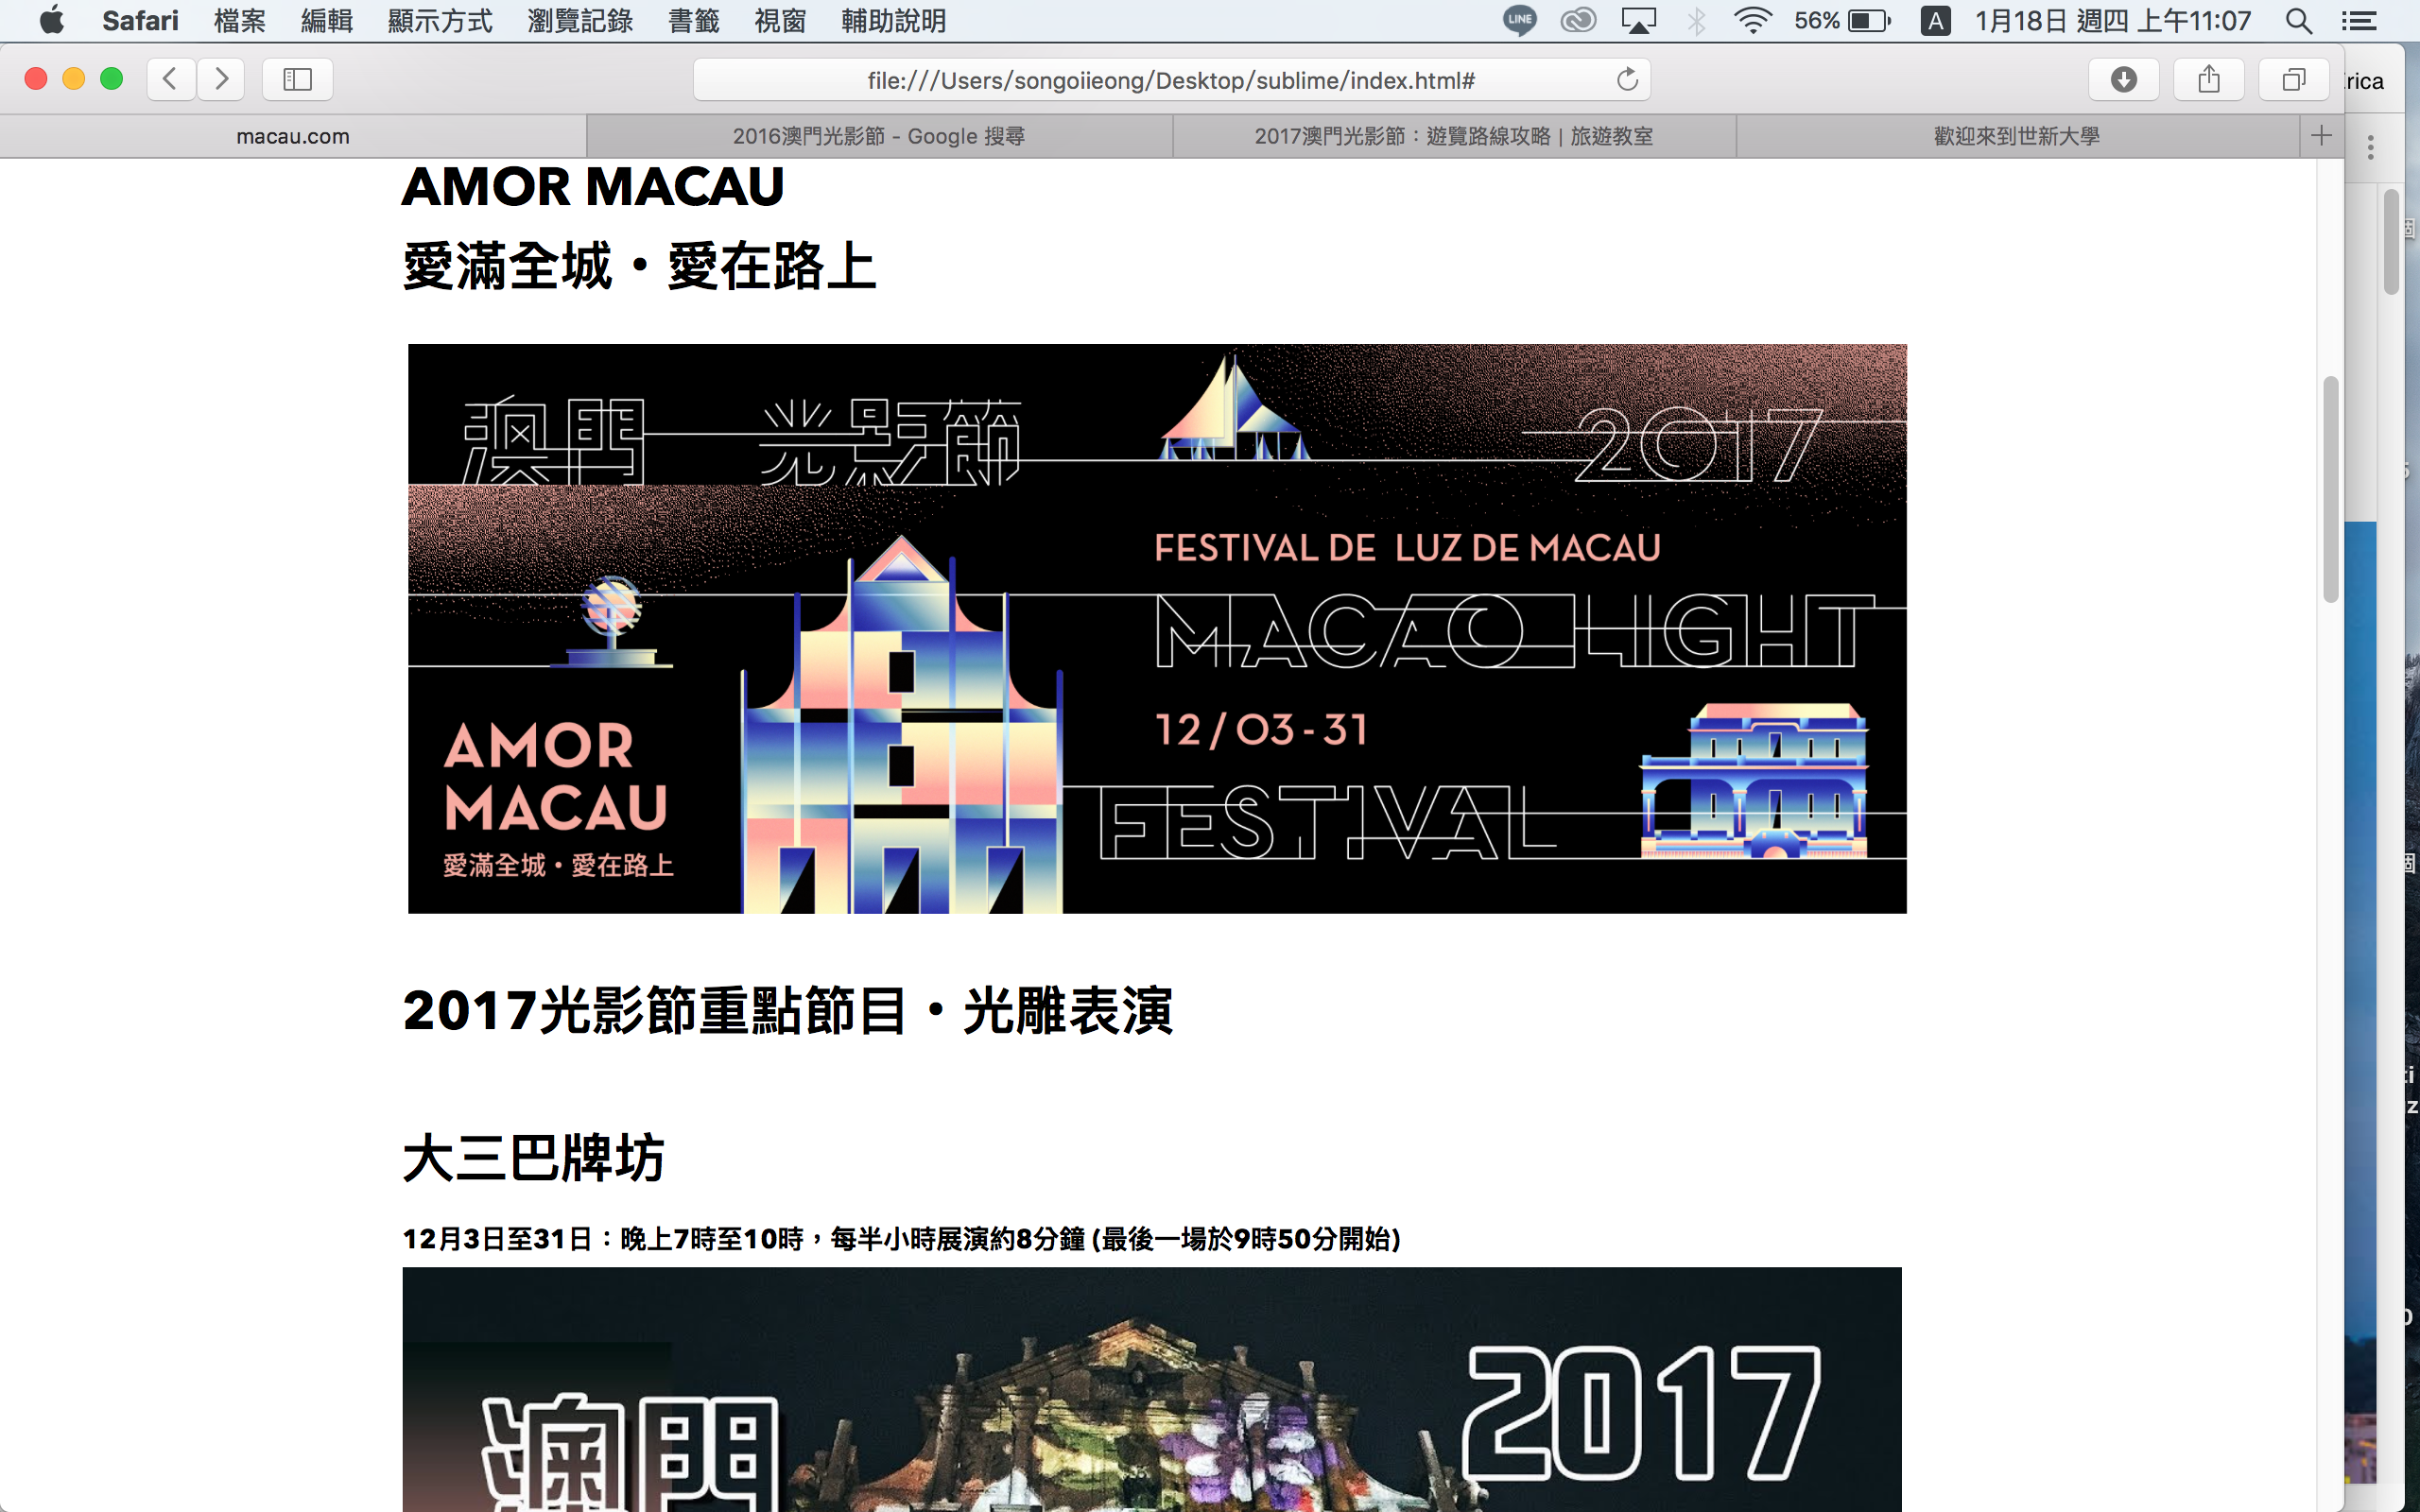 Safari 檔案 編輯 顯示方式 瀏覽記錄 書籤 視窗 輔助說明 LINE 56% A 1月18日 週四 上午11:07
file:///Users/songoiieong/Desktop/sublime/index.html#
rica
macau.com
2016澳門光影節 - Google 搜尋
2017澳門光影節：遊覽路線攻略 | 旅遊教室
歡迎來到世新大學
AMOR MACAU
愛滿全城・愛在路上
澳門 光影節 2017
FESTIVAL DE LUZ DE MACAU
MACAO LIGHT
12/03-31
FESTIVAL
AMOR
MACAU
愛滿全城・愛在路上
2017光影節重點節目・光雕表演
大三巴牌坊
12月3日至31日：晚上7時至10時，每半小時展演約8分鐘 (最後一場於9時50分開始)
澳門 2017